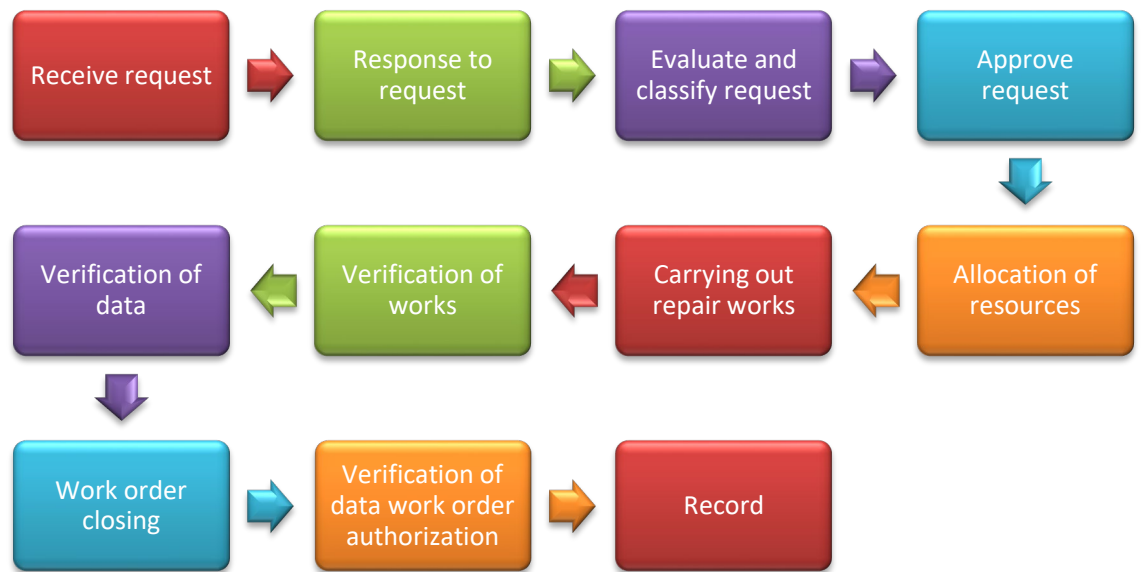 Receive request
Response to
request
Evaluate and
classify request
Approve
request
Allocation of
resources
Carrying out
repair works
Verification of
works
Verification of
data
Work order
closing
Verification of
data work order
authorization
Record